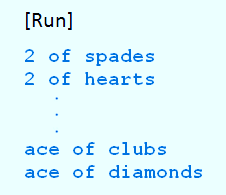 [Run]
2 of spades
2 of hearts
.
.
.
ace of clubs
ace of diamonds